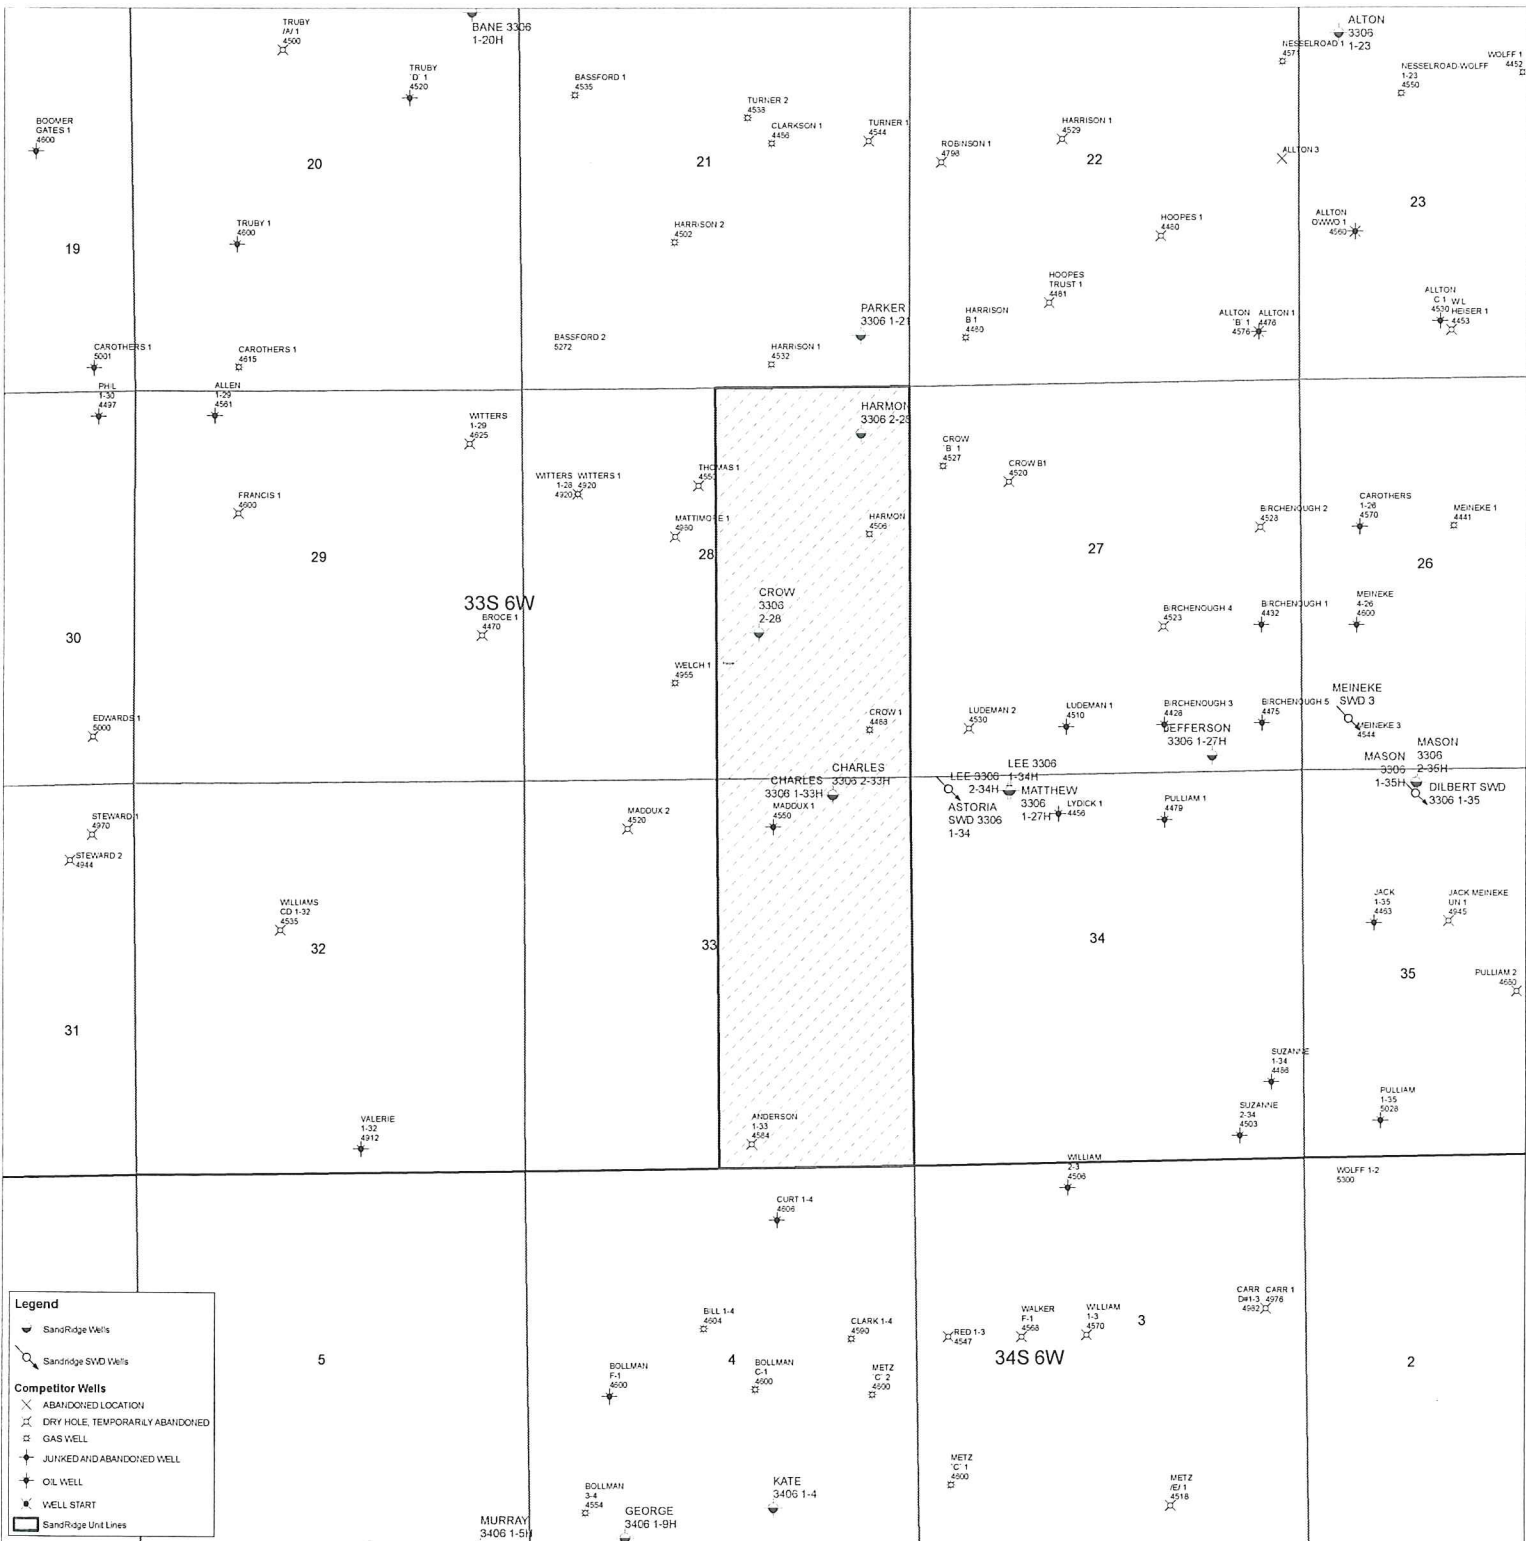 TRUBY
/A/ 1
4500
BANE 3306
1-20H
TRUBY
'D' 1
4520
BASSFORD 1
4535
TURNER 2
4533
CLARKSON 1
4456
TURNER 1
4544
ROBINSON 1
4798
HARRISON 1
4529
22
ALTON
3306
1-23
NESSELROAD 1
4571
NESSELROAD-WOLFF
1-23
4550
WOLFF 1
4452
BOOMER
GATES 1
4600
20
21
ALLTON 3
23
TRUBY 1
4600
19
HARRISON 2
4502
HOOPES 1
4480
ALLTON
OWWO 1
4560
HOOPES
TRUST 1
4481
PARKER
3306 1-21
HARRISON
B 1
4460
ALLTON
'B' 1
4576
ALLTON 1
4476
ALLTON
C 1
4530
W L
HEISER 1
4453
CAROTHERS 1
5001
CAROTHERS 1
4615
BASSFORD 2
5272
HARRISON 1
4532
PHIL
1-30
4497
ALLEN
1-29
4561
WITTERS
1-29
4625
HARMON
3306 2-28
CROW
'B' 1
4527
CROW B1
4520
WITTERS
1-28
4920
WITTERS 1
4920
THOMAS 1
FRANCIS 1
4600
MATTIMORE 1
4960
HARMON
4506
BIRCHENOUGH 2
4528
CAROTHERS
1-26
4570
MEINEKE 1
4441
29
28
27
26
33S 6W
BROCE 1
4470
30
CROW
3306
2-28
BIRCHENOUGH 4
4523
BIRCHENOUGH 1
4432
MEINEKE
4-26
4600
WELCH 1
4955
MEINEKE
SWD 3
MEINEKE 3
4544
EDWARDS 1
5000
CROW 1
4468
LUDEMAN 2
4530
LUDEMAN 1
4510
BIRCHENOUGH 3
4428
BIRCHENOUGH 5
4475
JEFFERSON
3306 1-27H
CHARLES
3306 1-33H
CHARLES
3306 2-33H
LEE 3306
2-34H
LEE 3306
1-34H
MATTHEW
3306
1-27H
ASTORIA
SWD 3306
1-34
MASON
3306
1-35H
MASON
3306
2-35H
DILBERT SWD
3306 1-35
STEWARD 1
4970
STEWARD 2
4944
MADDUX 2
4520
MADDUX 1
4550
LYDICK 1
4456
PULLIAM 1
4479
WILLIAMS
CD 1-32
4535
JACK
1-35
4463
JACK MEINEKE
UN 1
4945
32
33
34
35
PULLIAM 2
4650
31
SUZANNE
1-34
4486
VALERIE
1-32
4912
ANDERSON
1-33
4584
SUZANNE
2-34
4503
PULLIAM
1-35
5028
WILLIAM
2-3
4506
WOLFF 1-2
5300
CURT 1-4
4606
BILL 1-4
4604
CLARK 1-4
4590
RED 1-3
4547
WALKER
F-1
4568
WILLIAM
1-3
4570
3
CARR
D#1-3
4982
CARR 1
4976
5
4
34S 6W
2
BOLLMAN
F-1
4600
BOLLMAN
C-1
4600
METZ
'C' 2
4600
METZ
'C' 1
4600
METZ
/E/ 1
4518
BOLLMAN
3-4
4554
KATE
3406 1-4
GEORGE
3406 1-9H
MURRAY
3406 1-5H
Legend
SandRidge Wells
Sandridge SWD Wells
Competitor Wells
ABANDONED LOCATION
DRY HOLE, TEMPORARILY ABANDONED
GAS WELL
JUNKED AND ABANDONED WELL
OIL WELL
WELL START
SandRidge Unit Lines